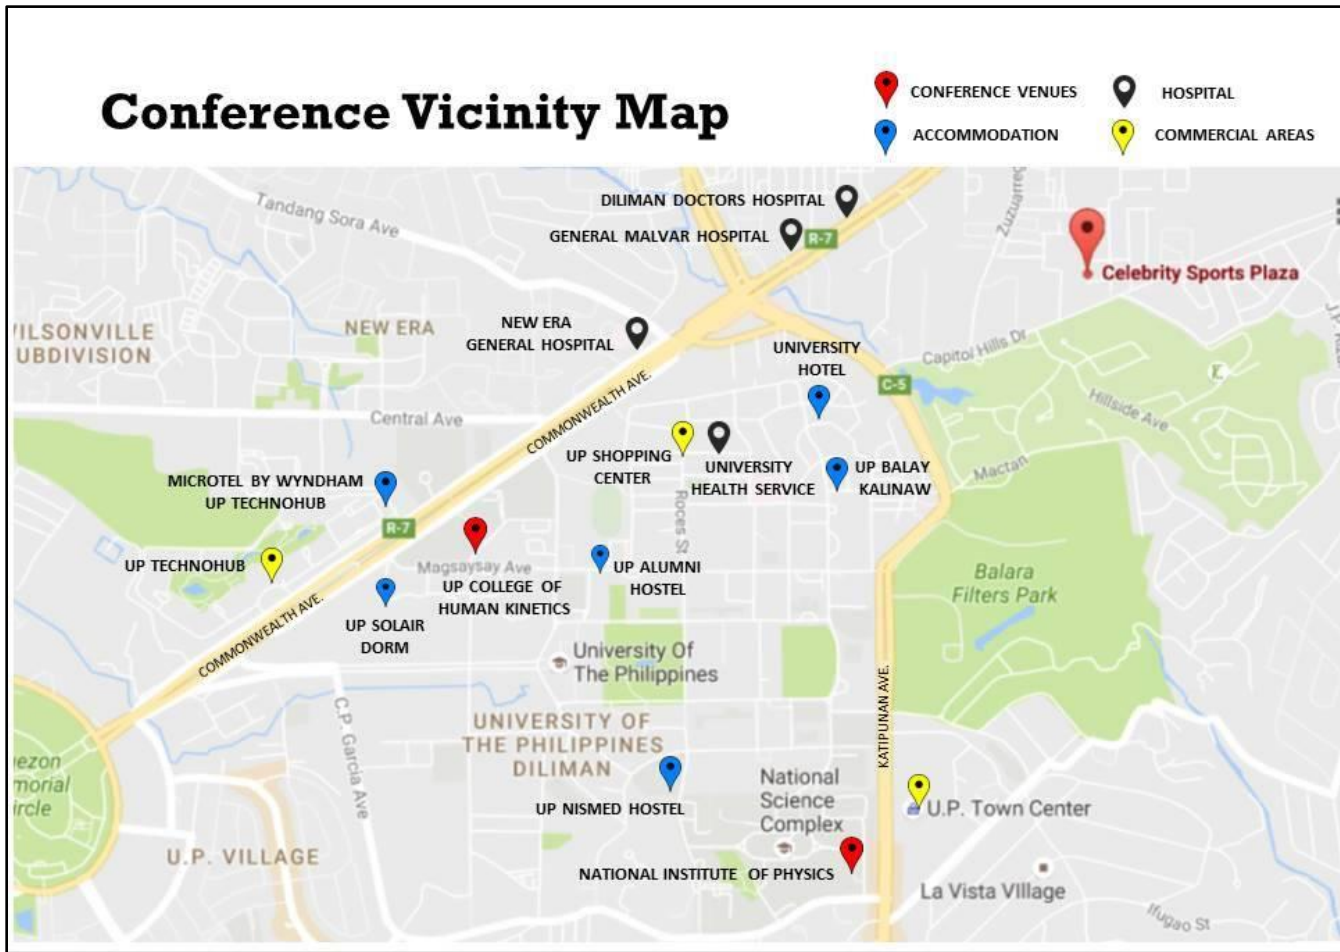 Conference Vicinity Map
CONFERENCE VENUES
HOSPITAL
ACCOMMODATION
COMMERCIAL AREAS
Tandang Sora Ave
DILIMAN DOCTORS HOSPITAL
GENERAL MALVAR HOSPITAL
R-7
Zuzuarreg
Celebrity Sports Plaza
ILSONVILLE
UBDIVISION
NEW ERA
NEW ERA
GENERAL HOSPITAL
UNIVERSITY
HOTEL
Capitol Hills Dr
C-5
Hillside Ave
Central Ave
COMMONWEALTH AVE.
UP SHOPPING
CENTER
UNIVERSITY
HEALTH SERVICE
UP BALAY
KALINAW
Mactan
MICROTEL BY WYNDHAM
UP TECHNOHUB
R-7
Roces St
UP TECHNOHUB
Magsaysay Ave
UP COLLEGE OF
HUMAN KINETICS
UP ALUMNI
HOSTEL
Balara
Filters Park
COMMONWEALTH AVE.
UP SOLAIR
DORM
University Of
The Philippines
KATIPUNAN AVE.
C.P. Garcia Ave
UNIVERSITY OF
THE PHILIPPINES
DILIMAN
ezon
morial
ircle
UP NISMED HOSTEL
National
Science
Complex
U.P. Town Center
U.P. VILLAGE
NATIONAL INSTITUTE OF PHYSICS
La Vista VIllage
Ifugao St